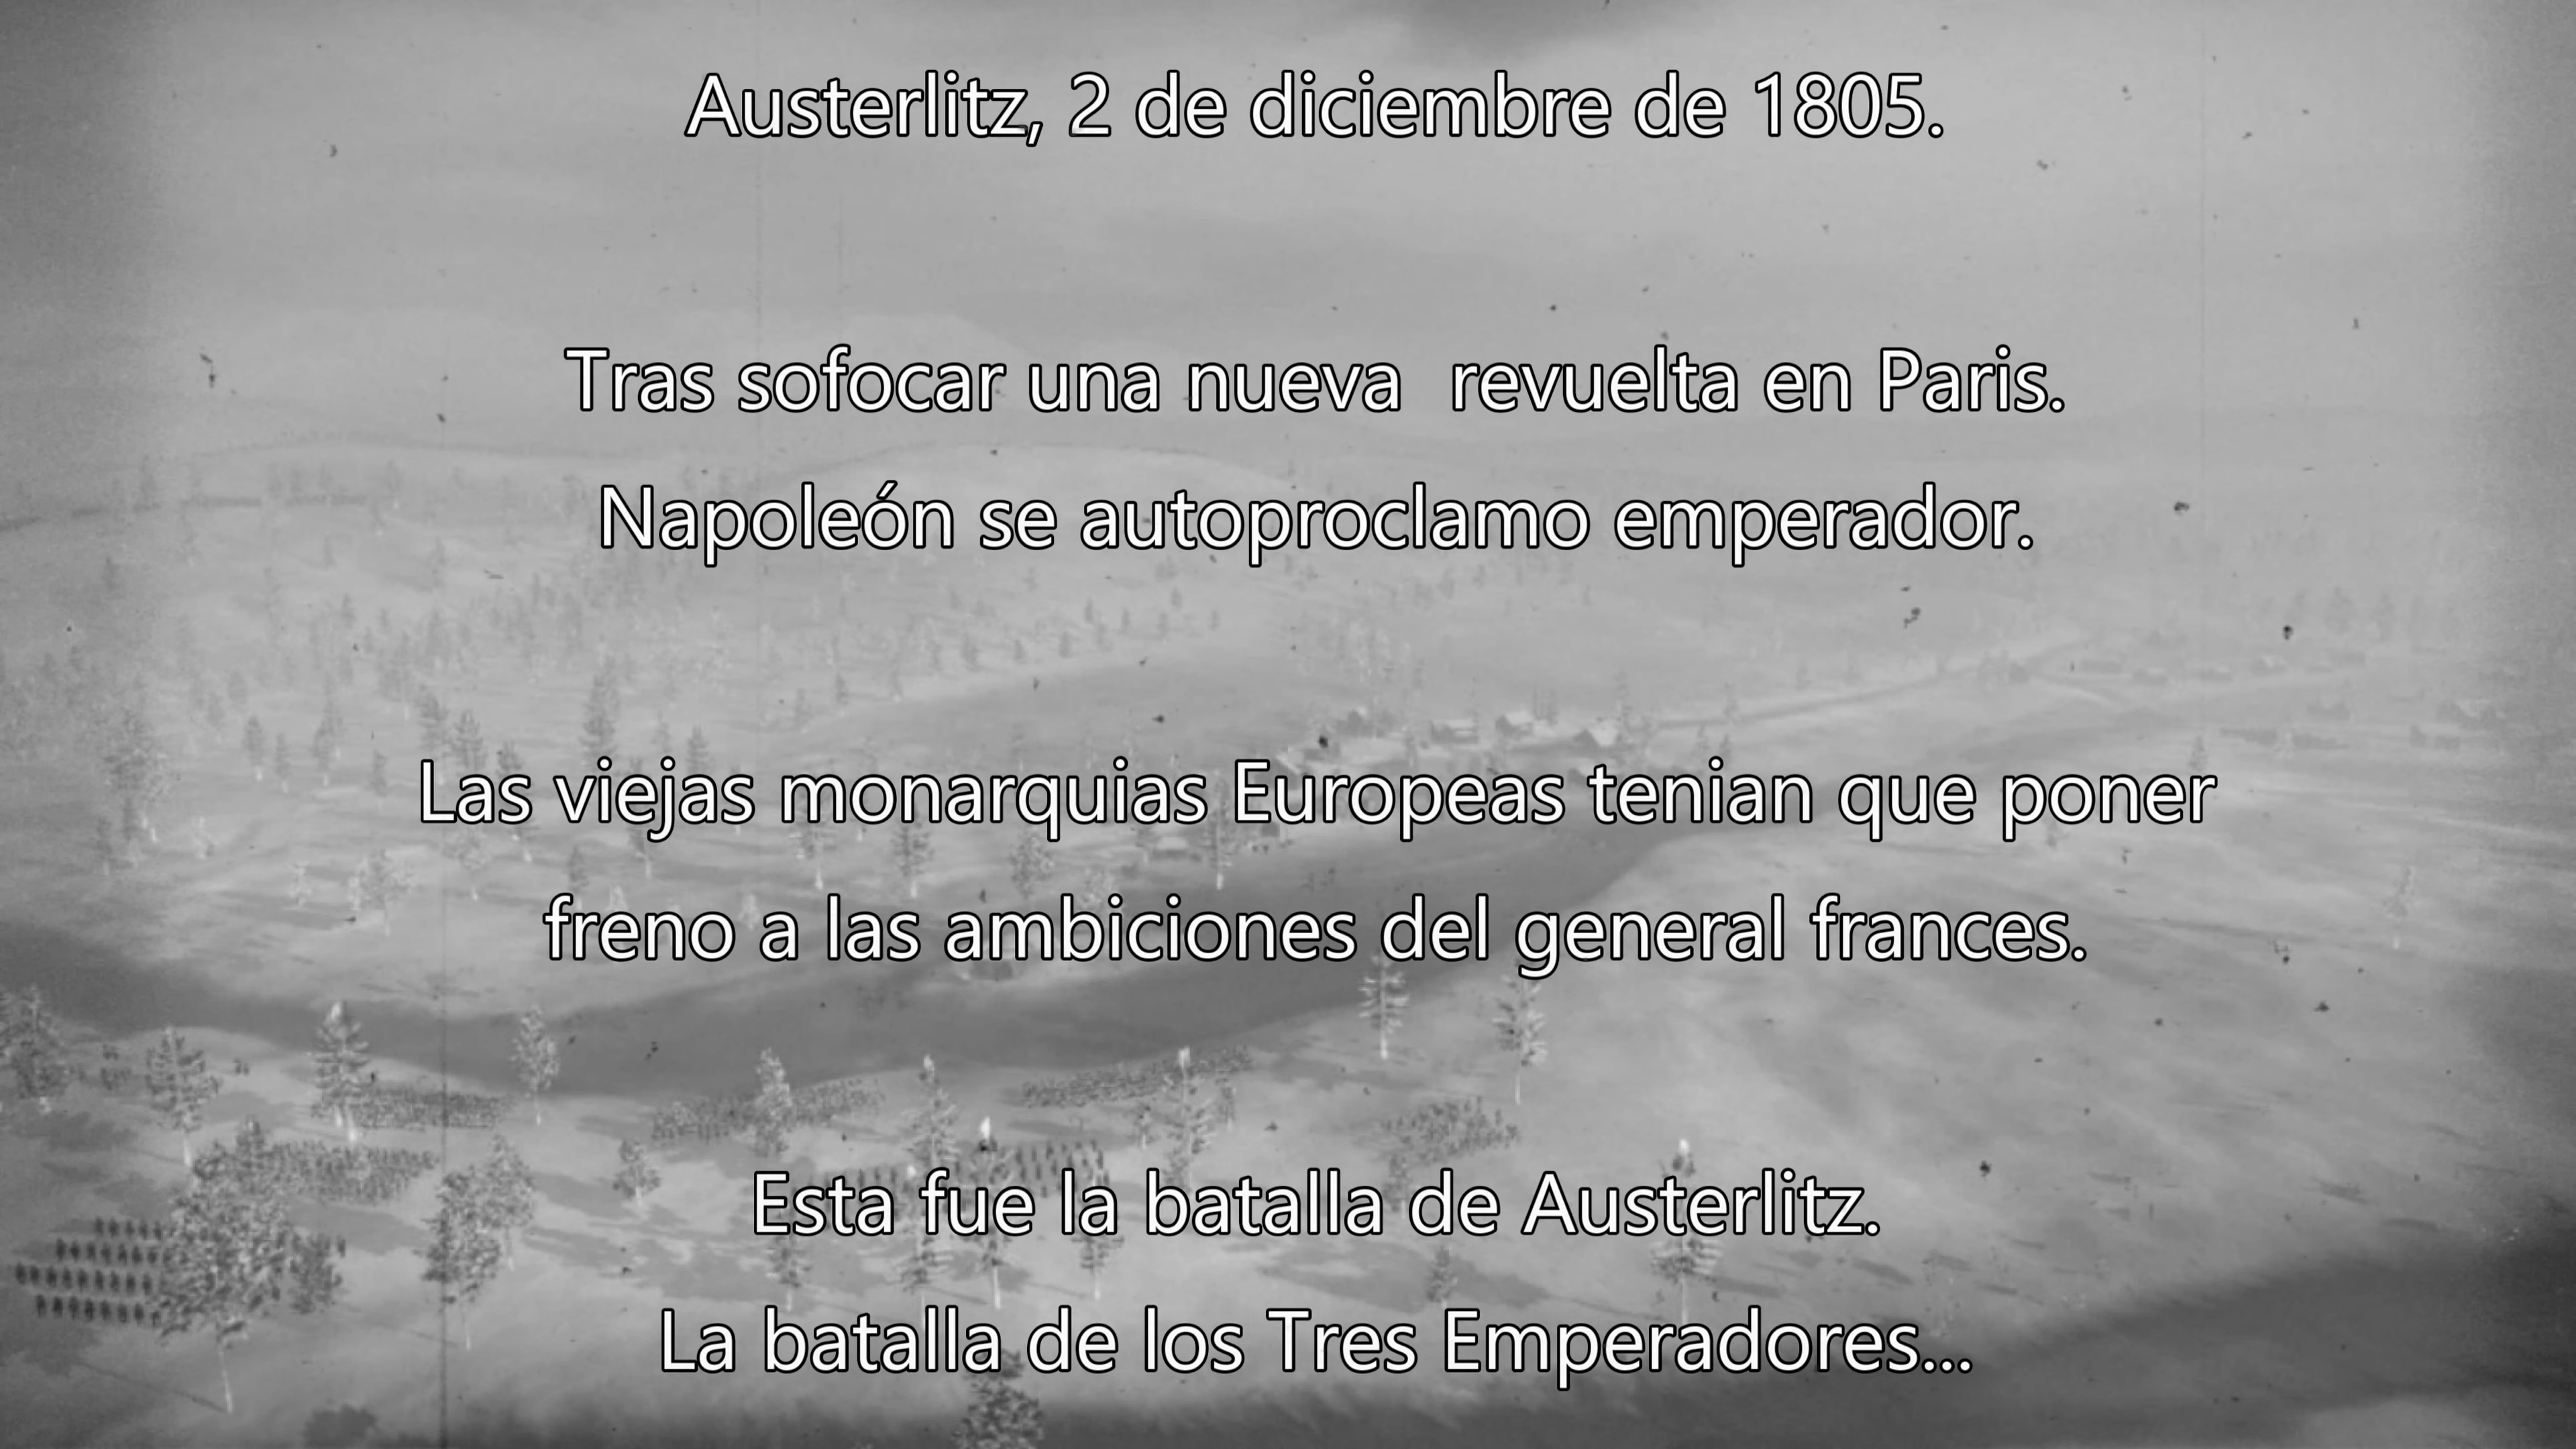 Austerlitz, 2 de diciembre de 1805.
Tras sofocar una nueva  revuelta en Paris.
Napoleón se autoproclamo emperador.
Las viejas monarquias Europeas tenian que poner
freno a las ambiciones del general frances.
Esta fue la batalla de Austerlitz.
La batalla de los Tres Emperadores...